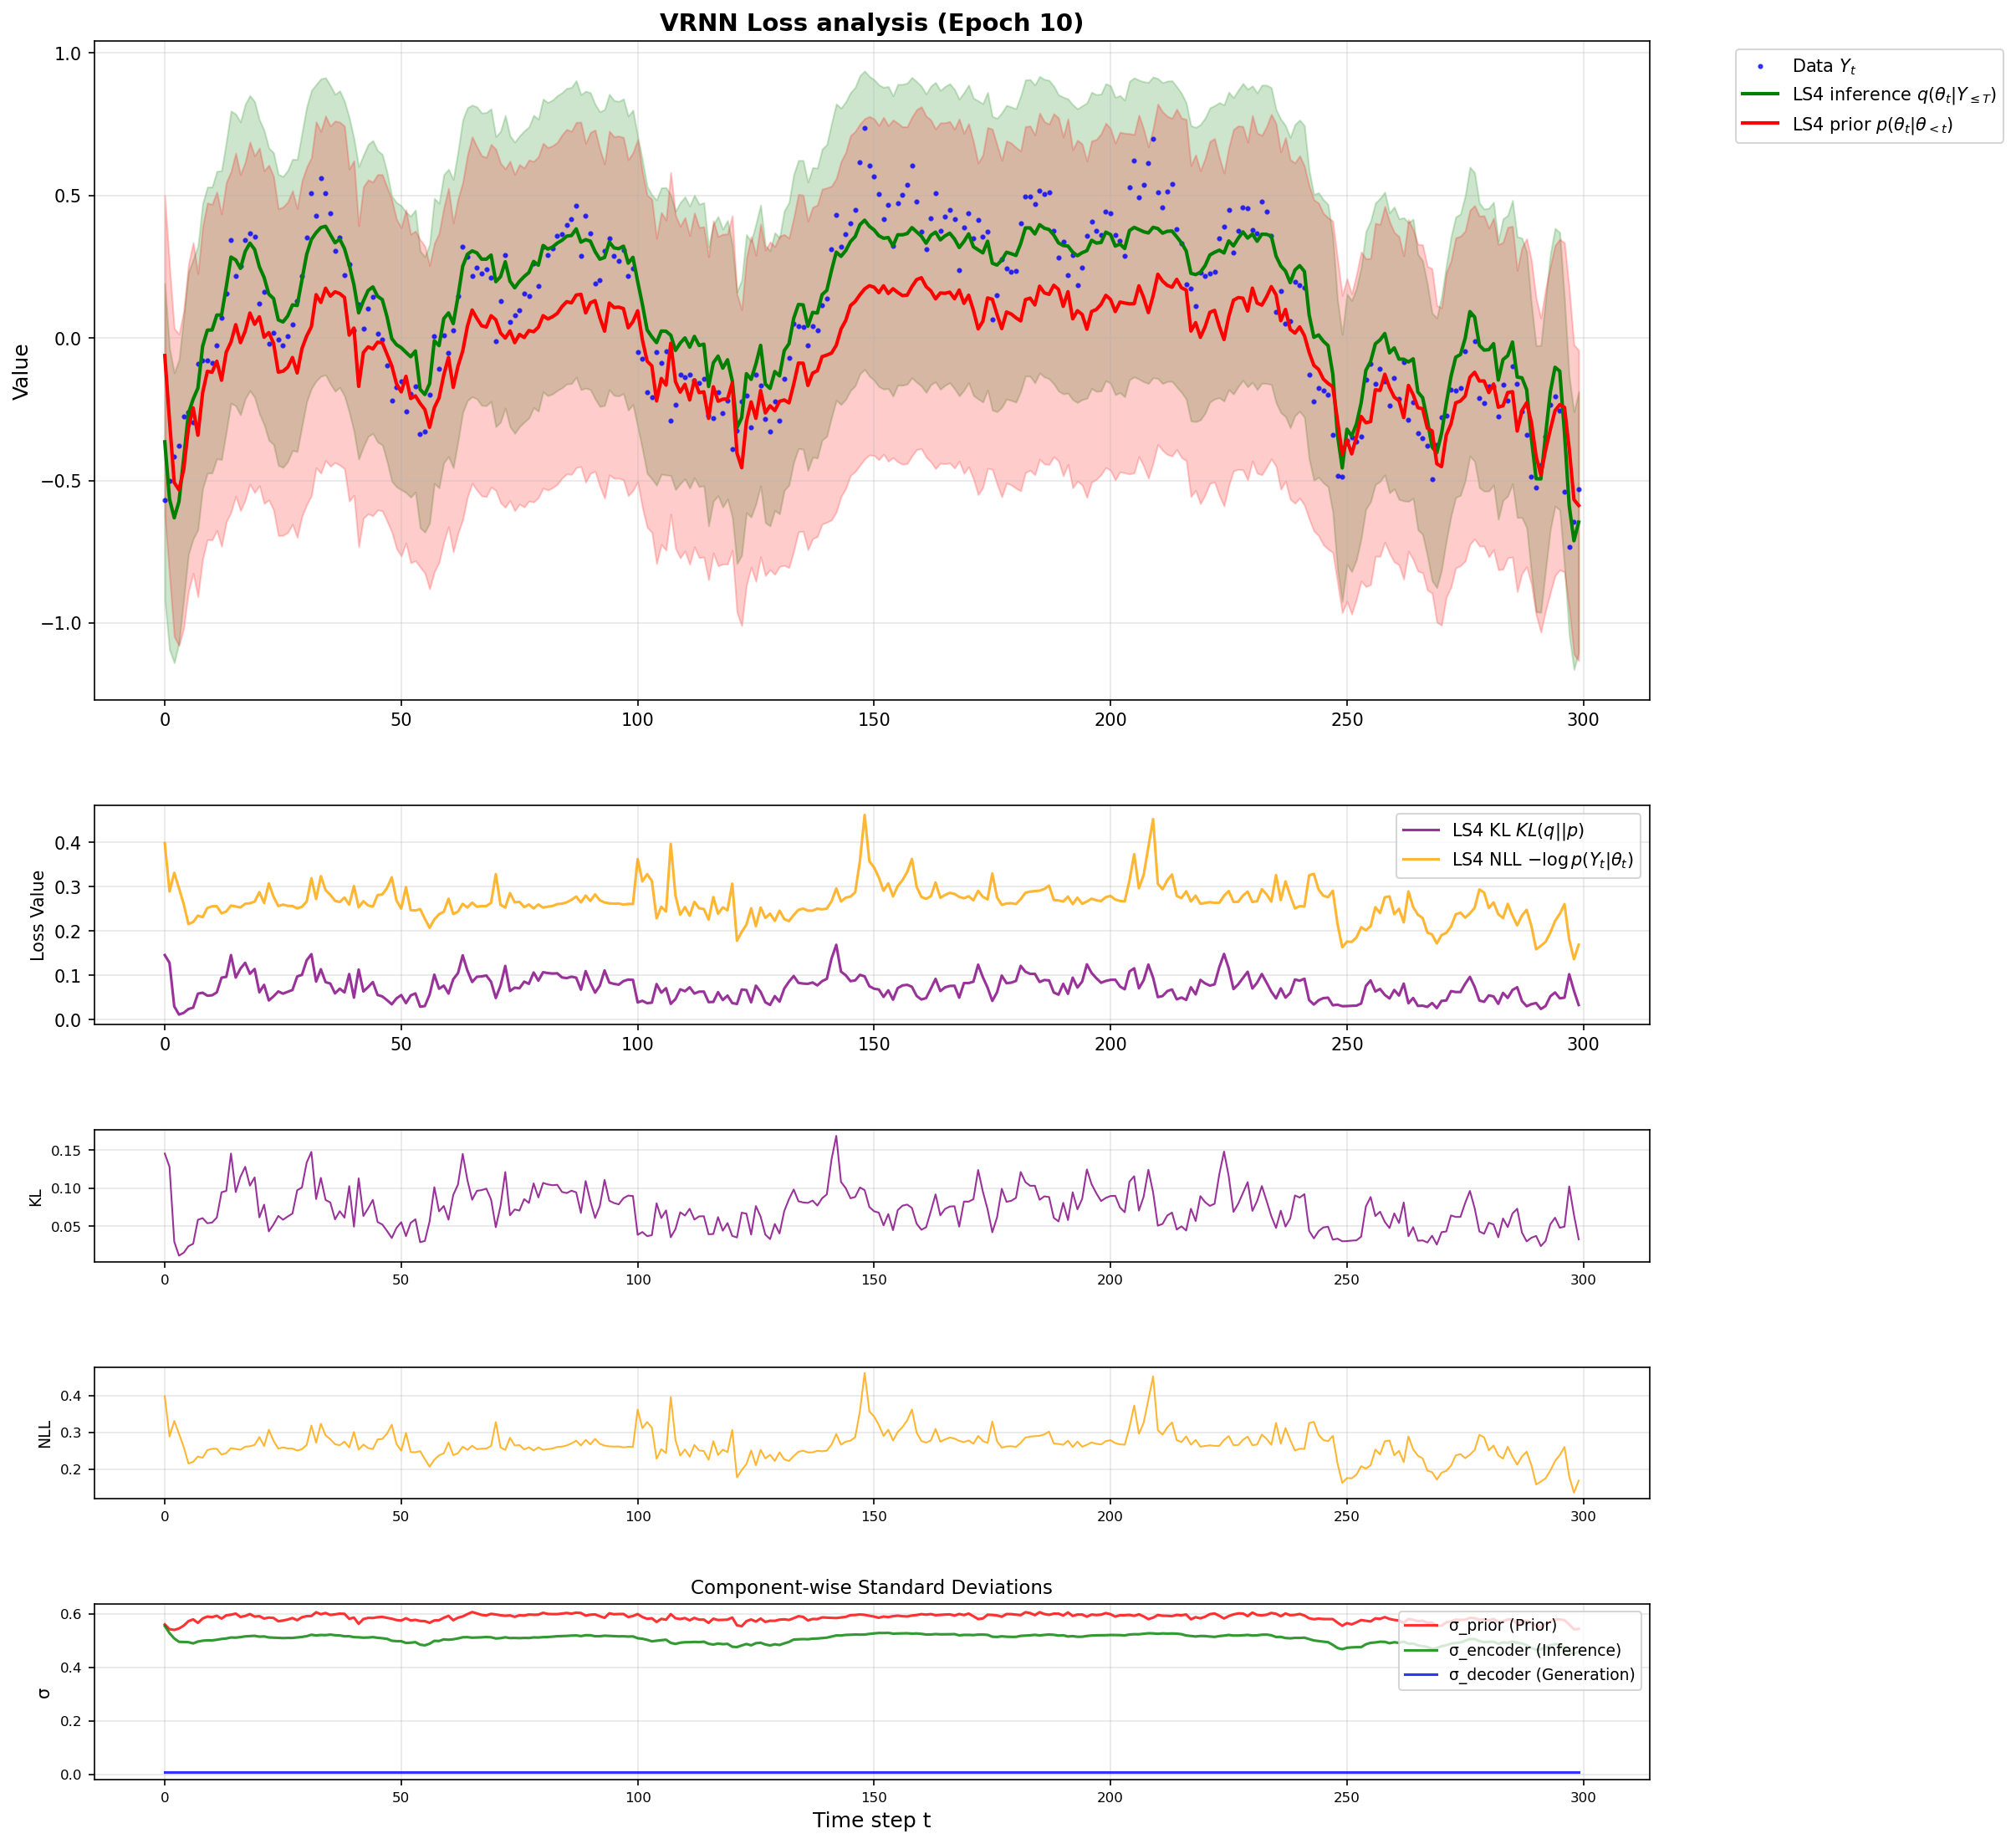 VRNN Loss analysis (Epoch 10)
Data Y_t
LS4 inference q(θ_t|Y_{≤T})
LS4 prior p(θ_t|θ_{<t})
Value
1.0
0.5
0.0
−0.5
−1.0
0 50 100 150 200 250 300
LS4 KL KL(q||p)
LS4 NLL − log p(Y_t|θ_t)
Loss Value
0.4
0.3
0.2
0.1
0.0
0 50 100 150 200 250 300
KL
0.15
0.10
0.05
0 50 100 150 200 250 300
NLL
0.4
0.3
0.2
0 50 100 150 200 250 300
Component-wise Standard Deviations
σ_prior (Prior)
σ_encoder (Inference)
σ_decoder (Generation)
σ
0.6
0.4
0.2
0.0
0 50 100 150 200 250 300
Time step t